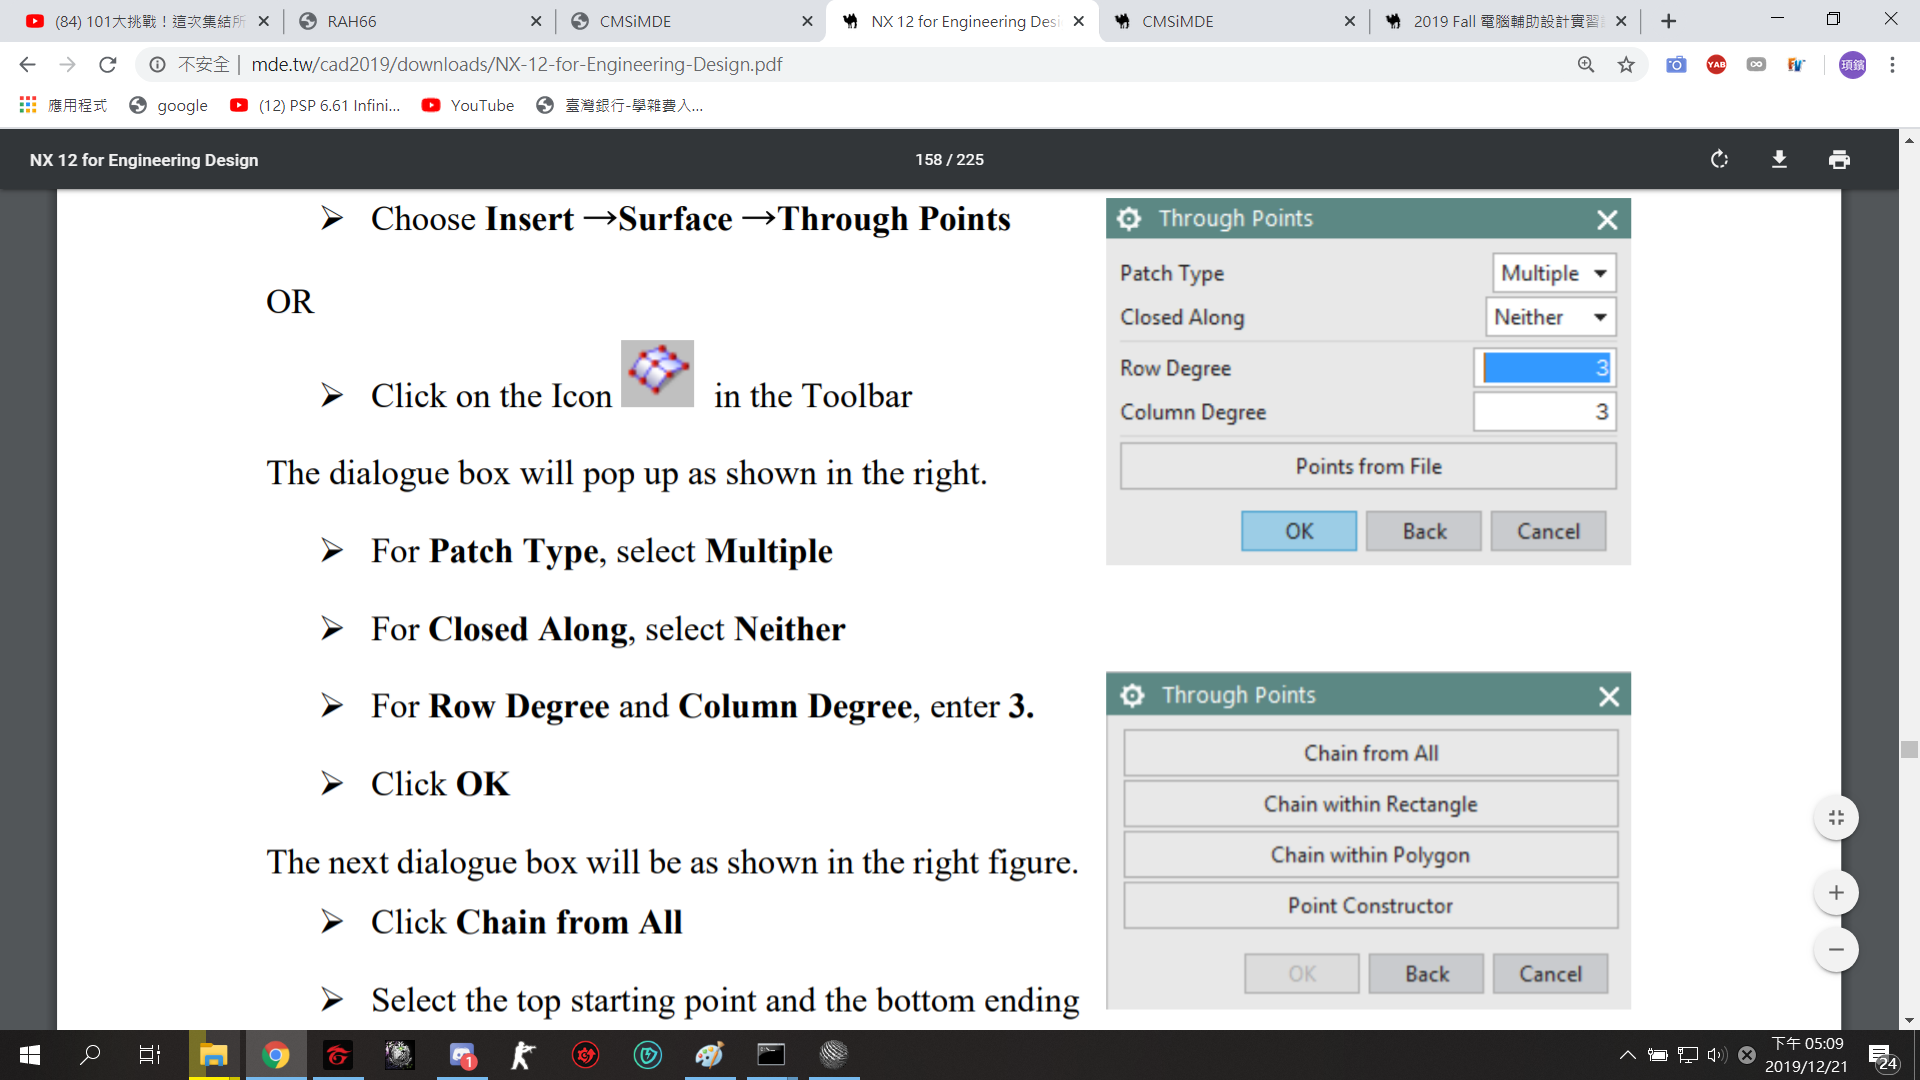 (84) 101大挑戰！這次集結所
RAH66
CMSiMDE
NX 12 for Engineering Desi
CMSiMDE
2019 Fall 電腦輔助設計實習
不安全
mde.tw/cad2019/downloads/NX-12-for-Engineering-Design.pdf
YAB
項鑌
應用程式
google
(12) PSP 6.61 Infini...
YouTube
臺灣銀行-學雜費入...
NX 12 for Engineering Design
158 / 225
➢ Choose Insert →Surface →Through Points
OR
➢ Click on the Icon in the Toolbar
The dialogue box will pop up as shown in the right.
➢ For Patch Type, select Multiple
➢ For Closed Along, select Neither
➢ For Row Degree and Column Degree, enter 3.
➢ Click OK
The next dialogue box will be as shown in the right figure.
➢ Click Chain from All
➢ Select the top starting point and the bottom ending
Through Points
Patch Type Multiple
Closed Along Neither
Row Degree 3
Column Degree 3
Points from File
OK Back Cancel
Through Points
Chain from All
Chain within Rectangle
Chain within Polygon
Point Constructor
OK Back Cancel
1
下午 05:09
2019/12/21
24